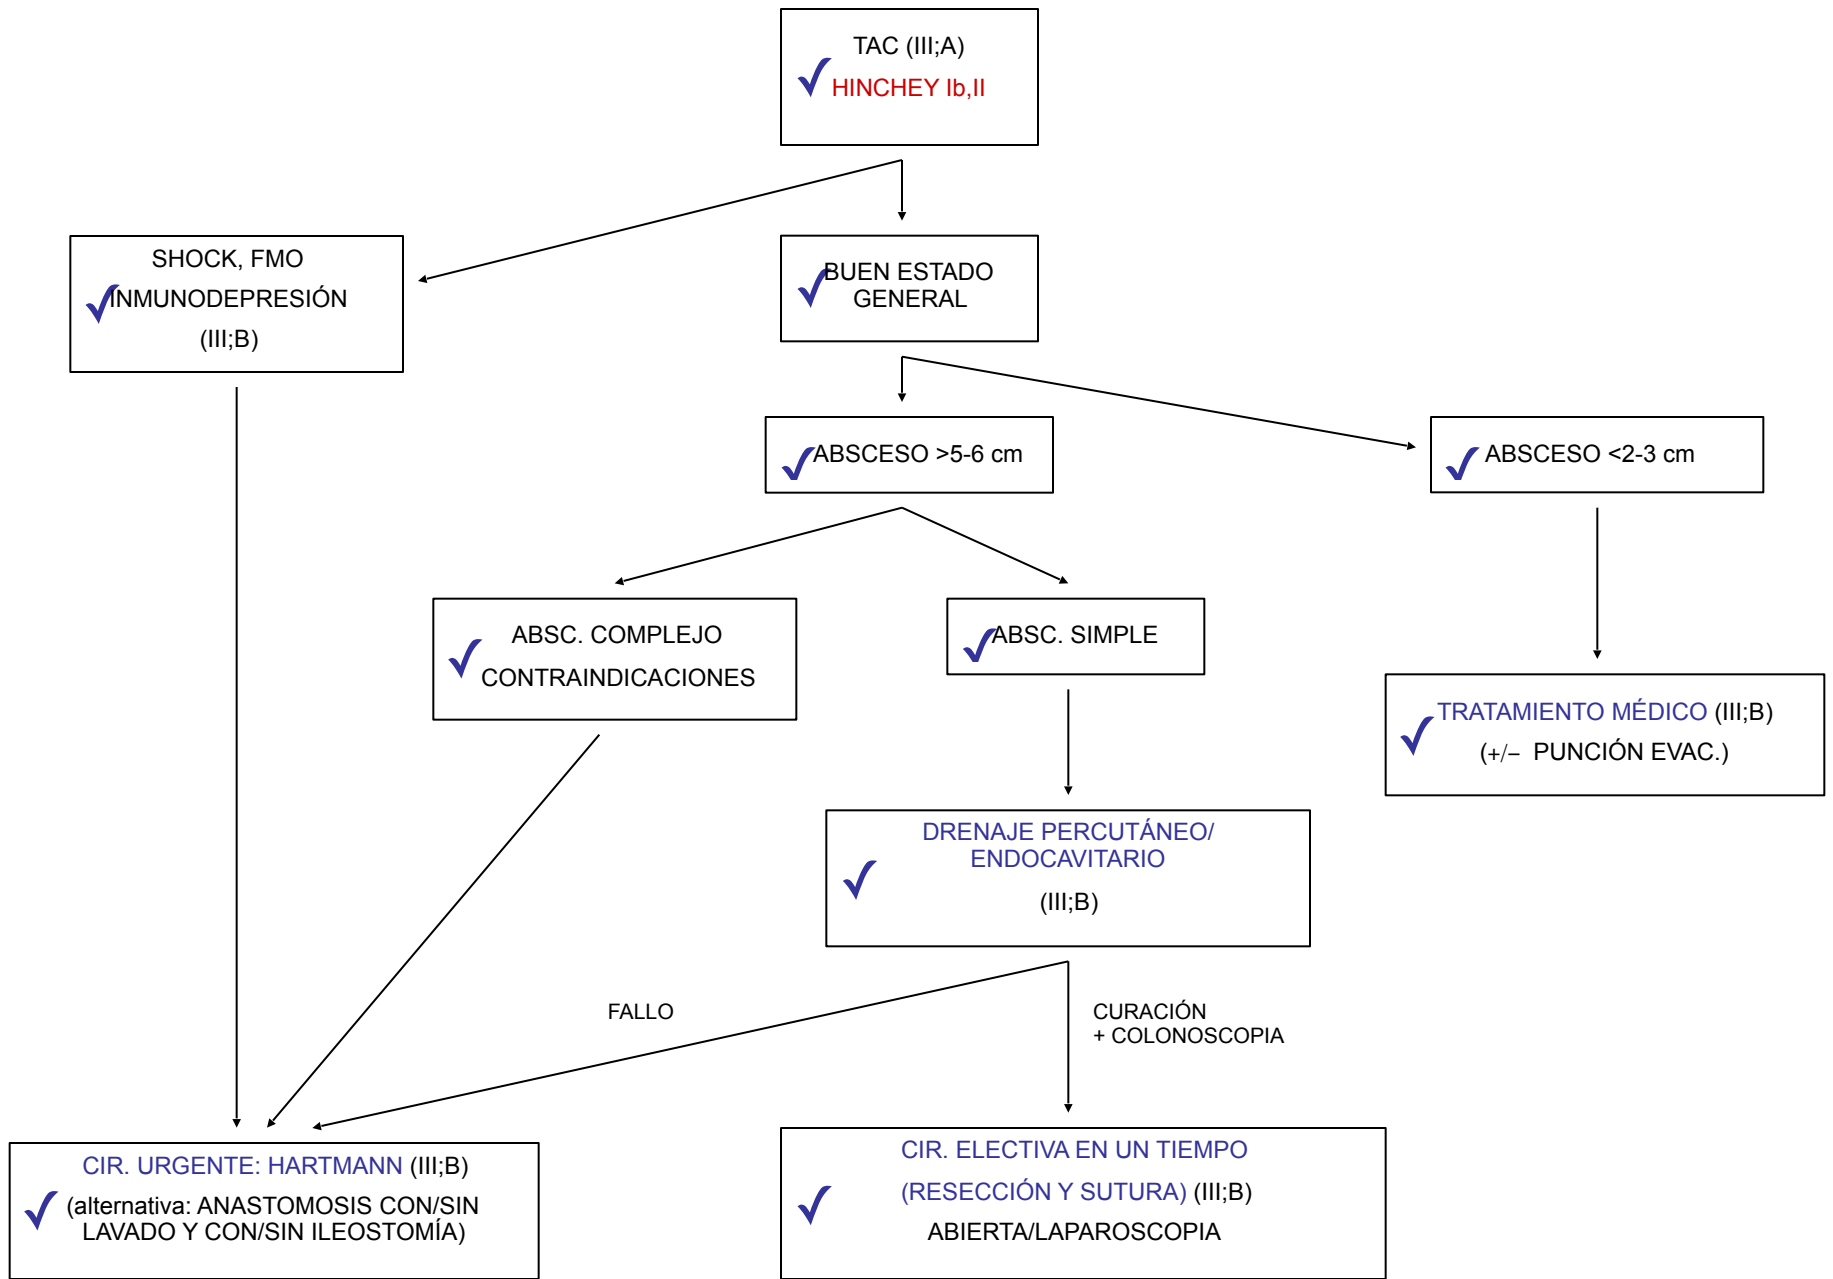 TAC (III;A)
HINCHEY Ib,II
SHOCK, FMO
INMUNODEPRESIÓN
(III;B)
BUEN ESTADO
GENERAL
ABSCESO >5-6 cm
ABSCESO <2-3 cm
ABSC. COMPLEJO
CONTRAINDICACIONES
ABSC. SIMPLE
TRATAMIENTO MÉDICO (III;B)
(+/– PUNCIÓN EVAC.)
DRENAJE PERCUTÁNEO/
ENDOCAVITARIO
(III;B)
FALLO
CURACIÓN
+ COLONOSCOPIA
CIR. URGENTE: HARTMANN (III;B)
(alternativa: ANASTOMOSIS CON/SIN
LAVADO Y CON/SIN ILEOSTOMÍA)
CIR. ELECTIVA EN UN TIEMPO
(RESECCIÓN Y SUTURA) (III;B)
ABIERTA/LAPAROSCOPIA